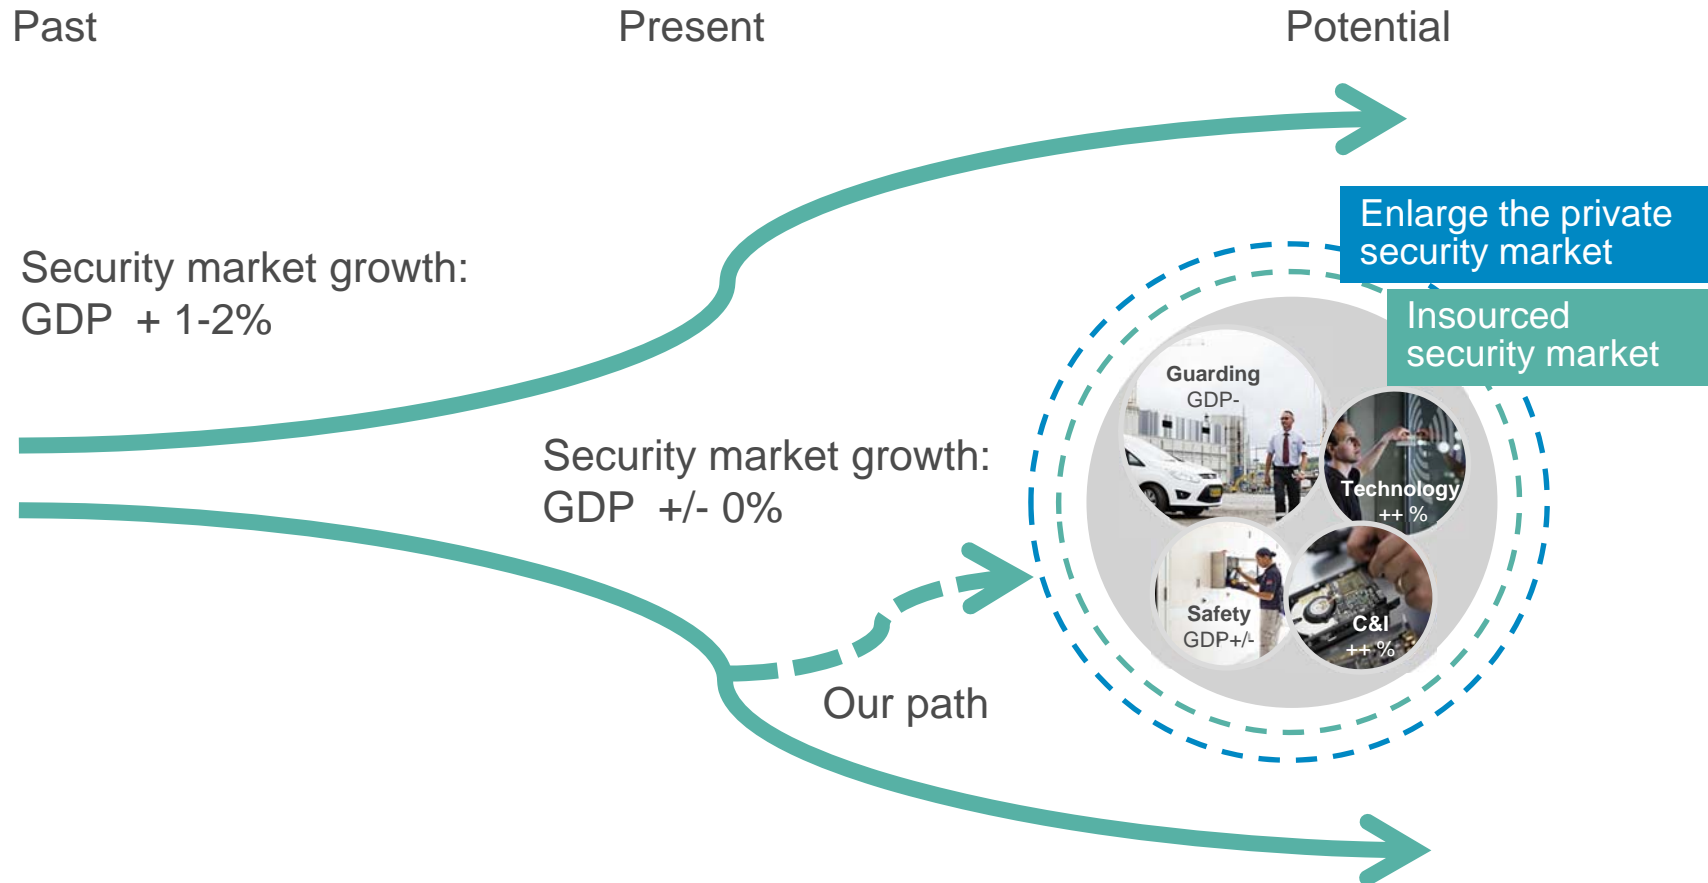 Past
Present
Potential
Enlarge the private
security market
Insourced
security market
Security market growth:
GDP + 1-2%
Guarding
GDP-
Technology
++ %
Security market growth:
GDP +/- 0%
Safety
GDP+/-
C&I
++ %
Our path